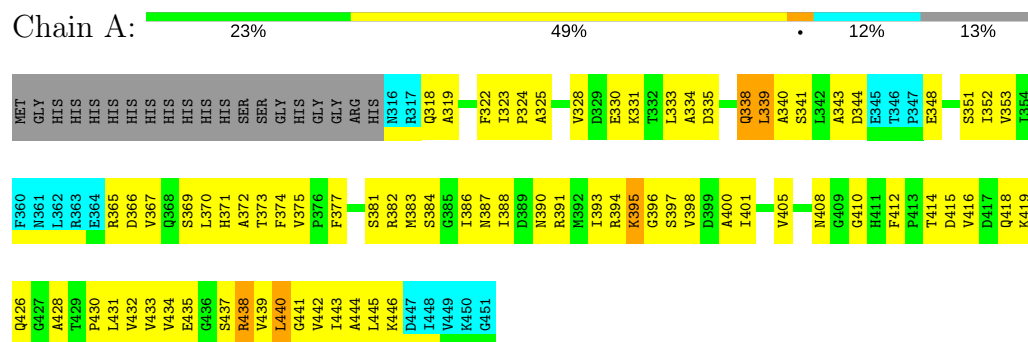 Chain A:
23% 49% • 12% 13%
MET GLY HIS HIS HIS HIS HIS HIS HIS HIS HIS HIS SER SER GLY HIS GLY GLY ARG HIS N316 R317 Q318 A319 F322 I323 P324 A325 V328 D329 E330 K331 T332 L333 A334 D335 Q338 L339 A340 S341 L342 A343 D344 E345 T346 P347 E348 S351 I352 V353 I354
F360 N361 L362 R363 E364 R365 D366 V367 Q368 S369 L370 H371 A372 T373 F374 V375 P376 F377 S381 R382 M383 S384 G385 I386 N387 I388 D389 N390 R391 M392 I393 R394 K395 G396 S397 V398 D399 A400 I401 V405 N408 G409 G410 H411 F412 P413 T414 D415 V416 D417 Q418 K419
Q426 G427 A428 T429 P430 L431 V432 V433 V434 E435 G436 S437 R438 V439 L440 G441 V442 I443 A444 L445 K446 D447 I448 V449 K450 G451